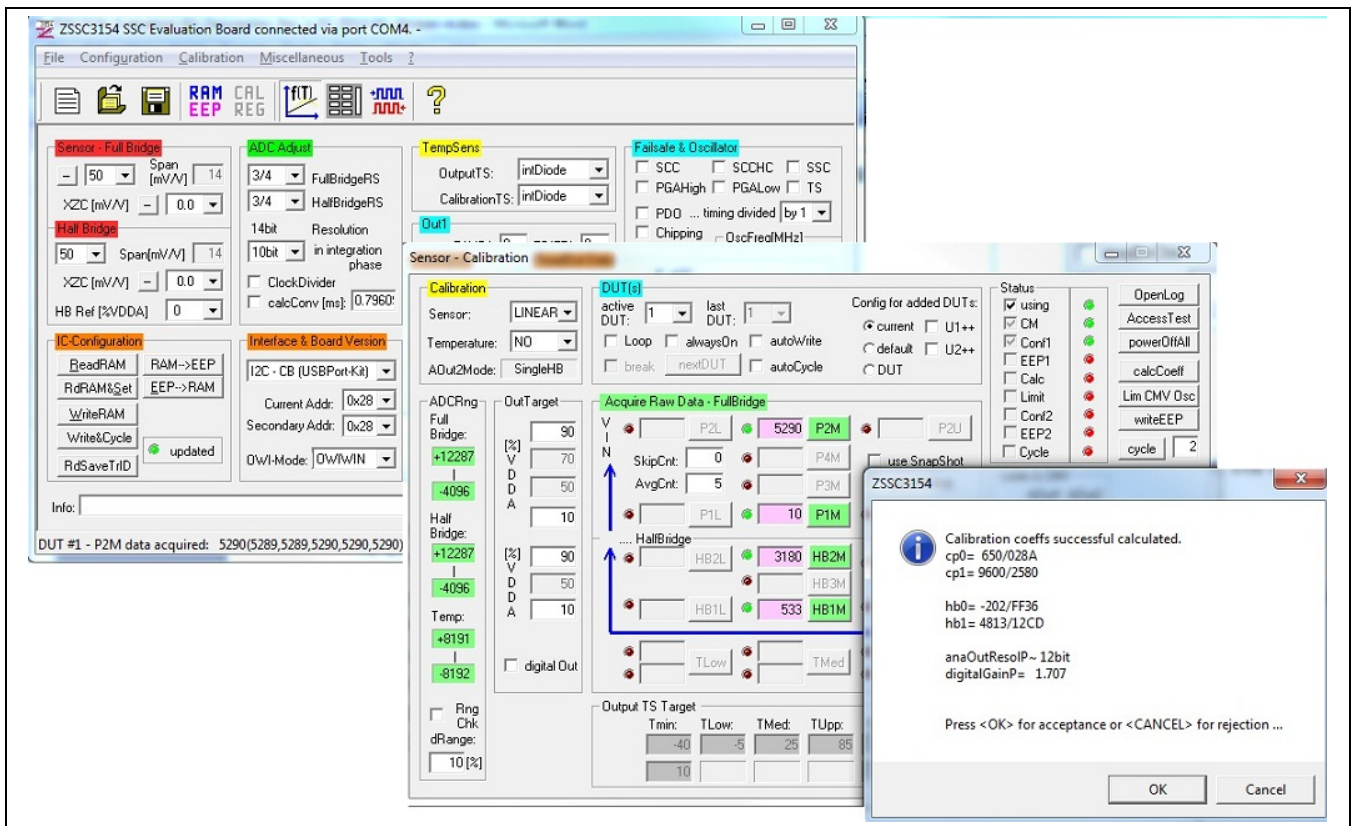 ZSSC3154 SSC Evaluation Board connected via port COM4. -
File Configuration Calibration Miscellaneous Tools ?
RAM EEP
CAL REG
f(T)
?
Sensor - Full Bridge
- 50 Span [mV/V] 14
XZC [mV/V] - 0.0
Half Bridge
50 Span[mV/V] 14
XZC [mV/V] - 0.0
HB Ref [%VDDA] 0
IC-Configuration
ReadRAM RAM->EEP
RdRAM&Set EEP->RAM
WriteRAM
Write&Cycle
updated
RdSaveTrID
Info:
DUT #1 - P2M data acquired: 5290(5289,5289,5290,5290,5290)
ADC Adjust
3/4 FullBridgeRS
3/4 HalfBridgeRS
14bit Resolution
10bit in integration phase
ClockDivider
calcConv [ms]: 0.7960
Interface & Board Version
I2C - CB (USBPort-Kit)
Current Addr: 0x28
Secondary Addr: 0x28
OWI-Mode: OWIWIN
TempSens
OutputTS: intDiode
CalibrationTS: intDiode
Out1
Failsafe & Oscillator
SCC SCCHC SSC
PGAHigh PGALow TS
PDO ... timing divided by 1
Chipping OscFreq[MHz]
Sensor - Calibration
Calibration
Sensor: LINEAR
Temperature: NO
AOut2Mode: SingleHB
DUT(s)
active DUT: 1 last DUT: 1
Loop alwaysOn autoWrite
break nextDUT autoCycle
Config for added DUTs:
current U1++
default U2++
DUT
Status
using
CM
Conf1
EEP1
Calc
Limit
Conf2
EEP2
Cycle
OpenLog
AccessTest
powerOffAll
calcCoeff
Lim CMV Osc
writeEEP
cycle 2
ADCRng
Full Bridge:
+12287
|
-4096
Half Bridge:
+12287
|
-4096
Temp:
+8191
|
-8192
Rng Chk
dRange:
10 [%]
OutTarget
[%] V D D A
90
70
50
10
[%] V D D A
90
50
10
digital Out
Acquire Raw Data - FullBridge
VIN P2L 5290 P2M P2U
SkipCnt: 0 P4M use SnapShot
AvgCnt: 5 P3M
P1L 10 P1M
.... HalfBridge
HB2L 3180 HB2M
HB3M
HB1L 533 HB1M
TLow TMed
Output TS Target
Tmin: TLow: TMed: TUpp:
-40 -5 25 85
10
ZSSC3154
Calibration coeffs successful calculated.
cp0= 650/028A
cp1= 9600/2580
hb0= -202/FF36
hb1= 4813/12CD
anaOutResolP~ 12bit
digitalGainP= 1.707
Press <OK> for acceptance or <CANCEL> for rejection ...
OK Cancel